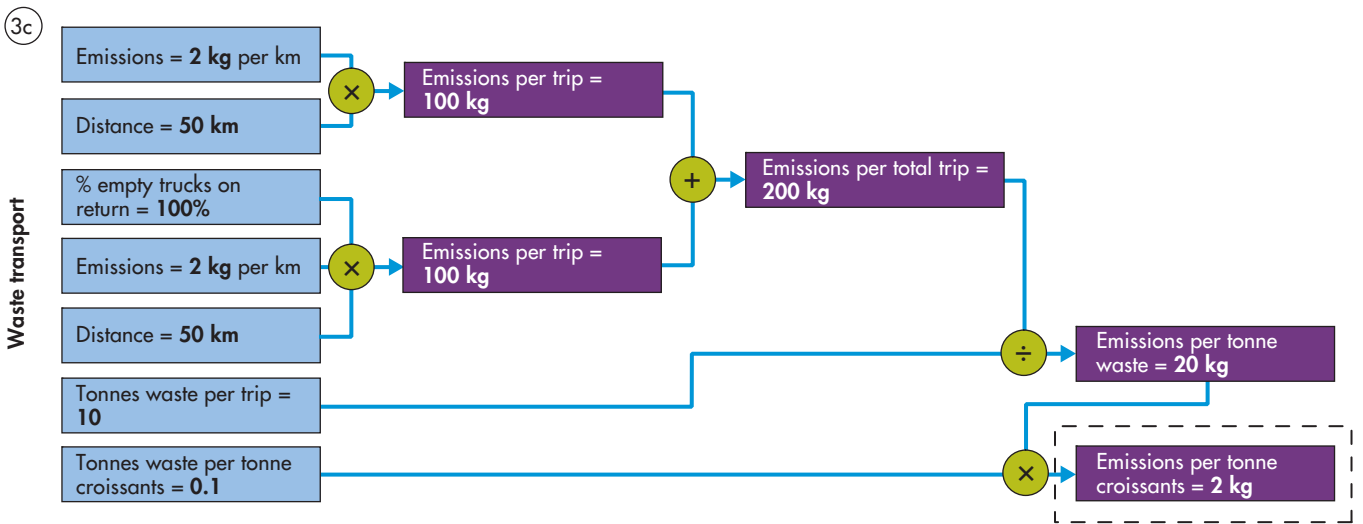 3c
Waste transport
Emissions = 2 kg per km
Distance = 50 km
×
Emissions per trip =
100 kg
% empty trucks on
return = 100%
Emissions = 2 kg per km
Distance = 50 km
×
Emissions per trip =
100 kg
+
Emissions per total trip =
200 kg
Tonnes waste per trip =
10
÷
Emissions per tonne
waste = 20 kg
Tonnes waste per tonne
croissants = 0.1
×
Emissions per tonne
croissants = 2 kg